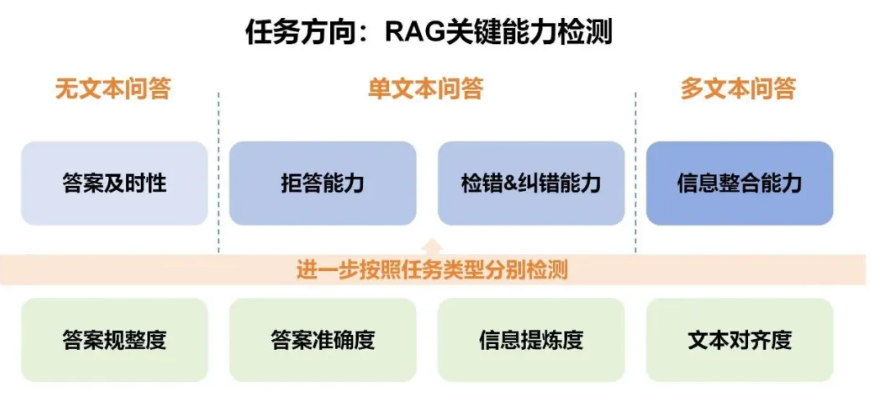 任务方向：RAG关键能力检测
无文本问答
单文本问答
多文本问答
答案及时性
拒答能力
检错&纠错能力
信息整合能力
进一步按照任务类型分别检测
答案规整度
答案准确度
信息提炼度
文本对齐度